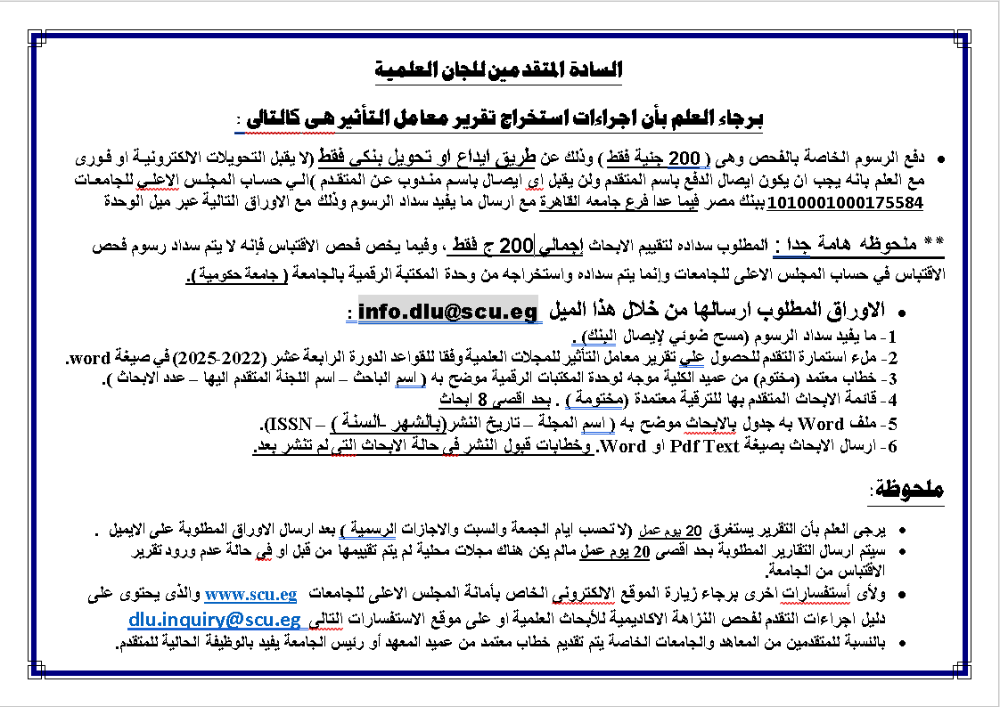 السادة المتقدمين للجان العلمية
برجاء العلم بأن اجراءات استخراج تقرير معامل التأثير هى كالتالى :
• دفع الرسوم الخاصة بالفحص وهى ( 200 جنية فقط ) وذلك عن طريق ايداع او تحويل بنكى فقط (لا يقبل التحويلات الالكترونية او فورى
مع العلم بانه يجب ان يكون ايصال الدفع باسم المتقدم ولن يقبل اي ايصال باسم مندوب عن المتقدم )الي حساب المجلس الاعلي للجامعات
1010001000175584 ببنك مصر فيما عدا فرع جامعه القاهرة مع ارسال ما يفيد سداد الرسوم وذلك مع الاوراق التالية عبر ميل الوحدة
** ملحوظه هامة جدا : المطلوب سداده لتقييم الابحاث إجمالي 200 ج فقط ، وفيما يخص فحص الاقتباس فإنه لا يتم سداد رسوم فحص
الاقتباس في حساب المجلس الاعلى للجامعات وإنما يتم سداده واستخراجه من وحدة المكتبة الرقمية بالجامعة ( جامعة حكومية ).
• الاوراق المطلوب ارسالها من خلال هذا الميل info.dlu@scu.eg :
1- ما يفيد سداد الرسوم (مسح ضوئي لإيصال البنك) .
2- ملء استمارة التقدم للحصول علي تقرير معامل التأثير للمجلات العلمية وفقا للقواعد الدورة الرابعة عشر (2022-2025) في صيغة word.
3- خطاب معتمد (مختوم) من عميد الكلية موجه لوحدة المكتبات الرقمية موضح به ( اسم الباحث – اسم اللجنة المتقدم اليها – عدد الابحاث ).
4- قائمة الابحاث المتقدم بها للترقية معتمدة (مختومة ) . بحد اقصى 8 ابحاث
5- ملف Word به جدول بالابحاث موضح به ( اسم المجلة – تاريخ النشر(بالشهر -السنة ) – ISSN).
6- ارسال الابحاث بصيغة Pdf Text او Word. وخطابات قبول النشر في حالة الابحاث التي لم تنشر بعد.
ملحوظة:
• يرجى العلم بأن التقرير يستغرق 20 يوم عمل (لا تحسب ايام الجمعة والسبت والاجازات الرسمية ) بعد ارسال الاوراق المطلوبة على الايميل .
• سيتم ارسال التقارير المطلوبة بحد اقصى 20 يوم عمل مالم يكن هناك مجلات محلية لم يتم تقييمها من قبل او في حالة عدم ورود تقرير
الاقتباس من الجامعة.
• ولأى أستفسارات اخرى برجاء زيارة الموقع الالكترونى الخاص بأمانة المجلس الاعلى للجامعات www.scu.eg والذى يحتوى على
دليل اجراءات التقدم لفحص النزاهة الاكاديمية للأبحاث العلمية او على موقع الاستفسارات التالى dlu.inquiry@scu.eg
• بالنسبة للمتقدمين من المعاهد والجامعات الخاصة يتم تقديم خطاب معتمد من عميد المعهد أو رئيس الجامعة يفيد بالوظيفة الحالية للمتقدم.